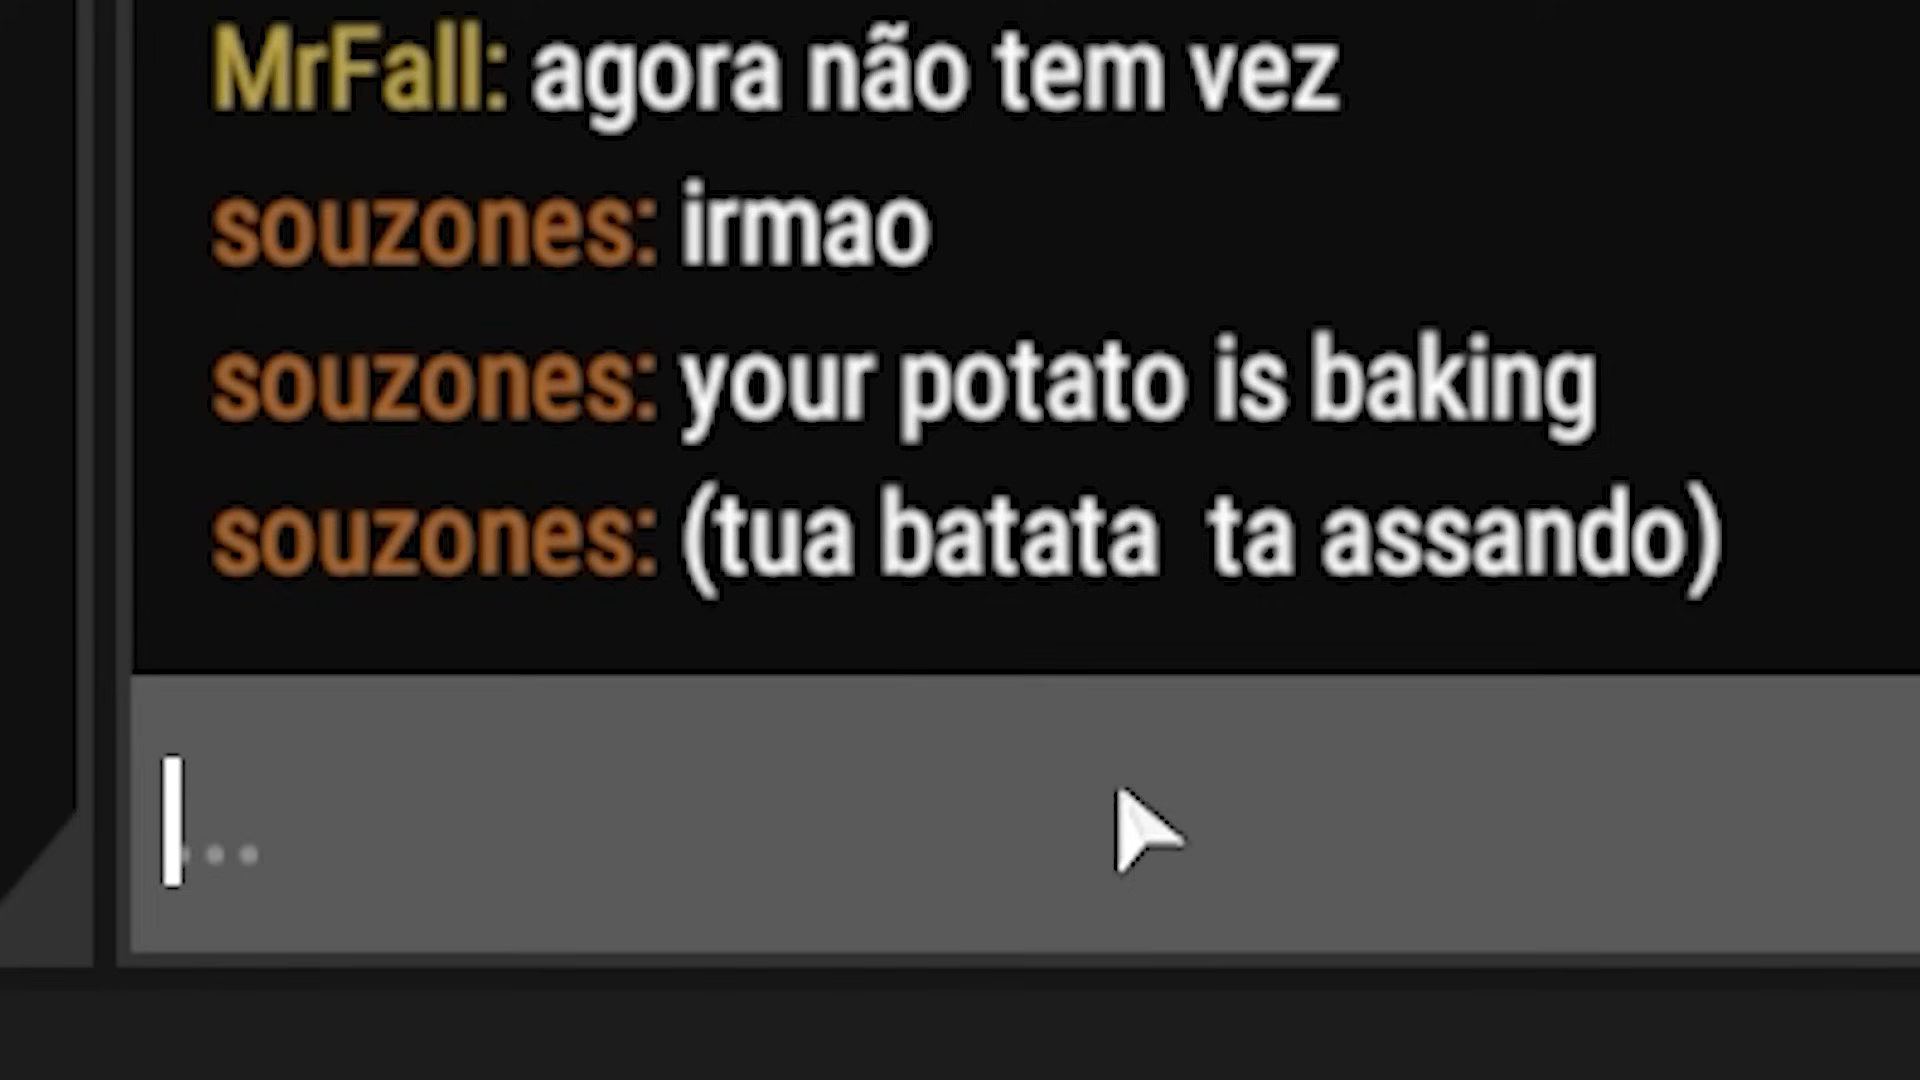 MrFall: agora não tem vez
souzones: irmao
souzones: your potato is baking
souzones: (tua batata  ta assando)
...